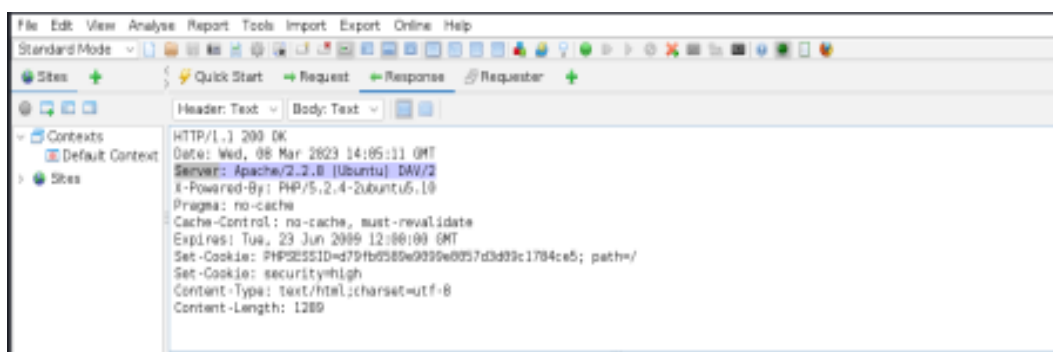 File Edit View Analyse Report Tools Import Export Online Help
Standard Mode
Sites
Quick Start Request Response Requester
Header: Text Body: Text
Contexts
Default Context
Sites
HTTP/1.1 200 OK
Date: Wed, 08 Mar 2023 14:05:11 GMT
Server: Apache/2.2.8 (Ubuntu) DAV/2
X-Powered-By: PHP/5.2.4-2ubuntu5.10
Pragma: no-cache
Cache-Control: no-cache, must-revalidate
Expires: Tue, 23 Jun 2009 12:00:00 GMT
Set-Cookie: path=/
Set-Cookie: security=high
Content-Type: text/html;charset=utf-8
Content-Length: 1289